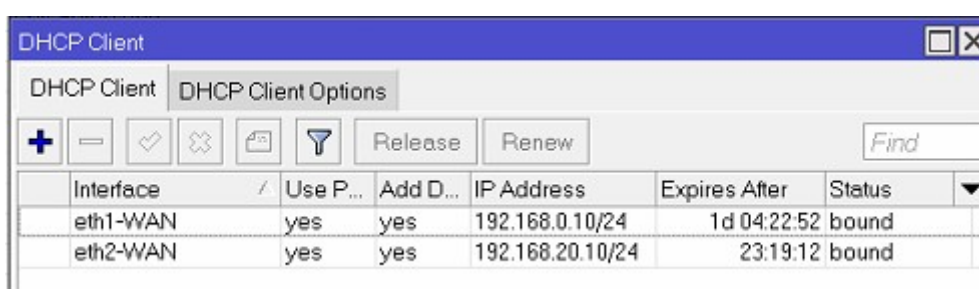 DHCP Client
DHCP Client DHCP Client Options
Release Renew Find
Interface Use P... Add D... IP Address Expires After Status
eth1-WAN yes yes 192.168.0.10/24 1d 04:22:52 bound
eth2-WAN yes yes 192.168.20.10/24 23:19:12 bound